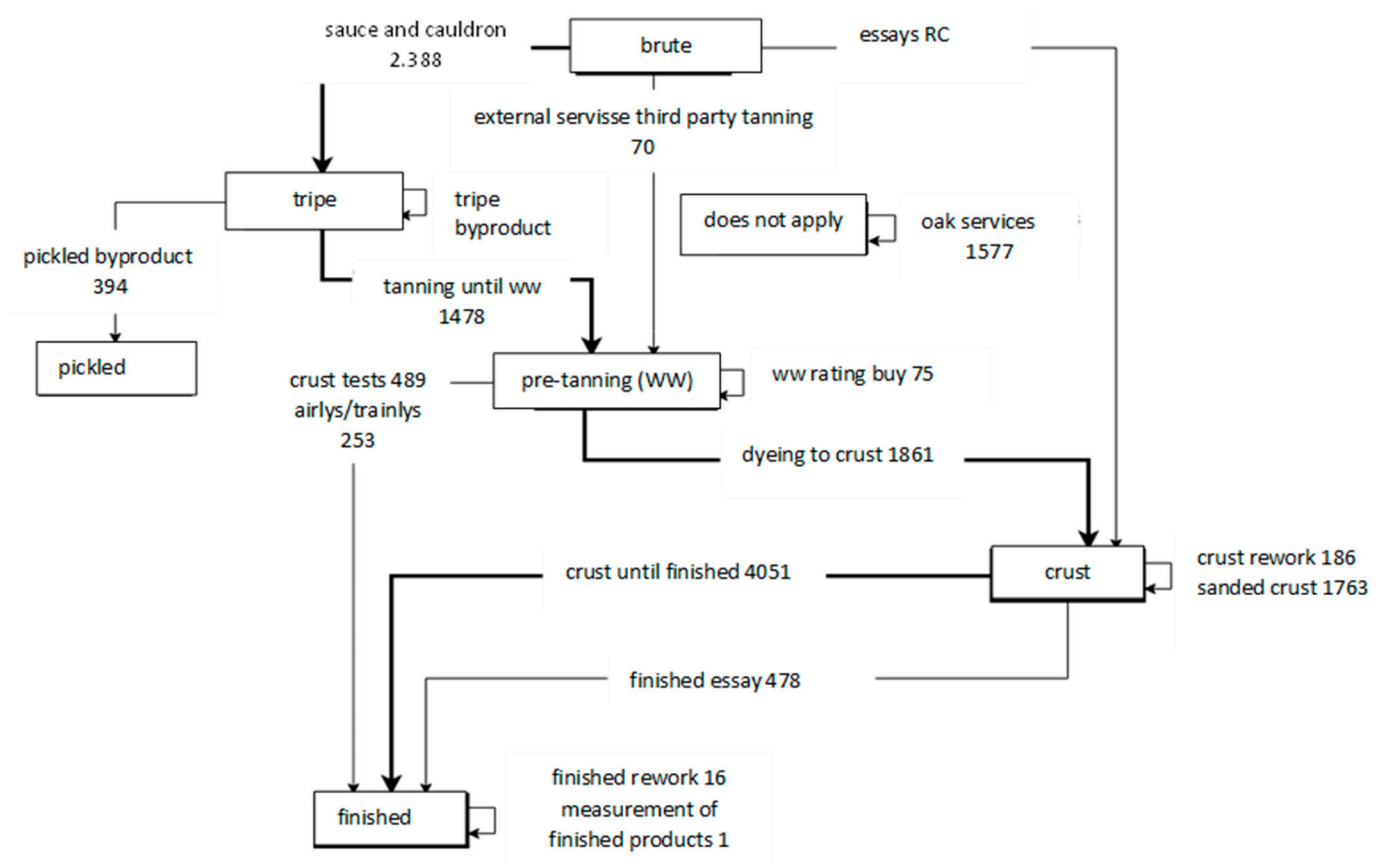 sauce and cauldron
2.388
brute
essays RC
external servisse third party tanning
70
tripe
tripe
byproduct
does not apply
oak services
1577
pickled byproduct
394
tanning until ww
1478
pickled
crust tests 489
airlys/trainlys
253
pre-tanning (WW)
ww rating buy 75
dyeing to crust 1861
crust until finished 4051
crust
crust rework 186
sanded crust 1763
finished essay 478
finished
finished rework 16
measurement of
finished products 1